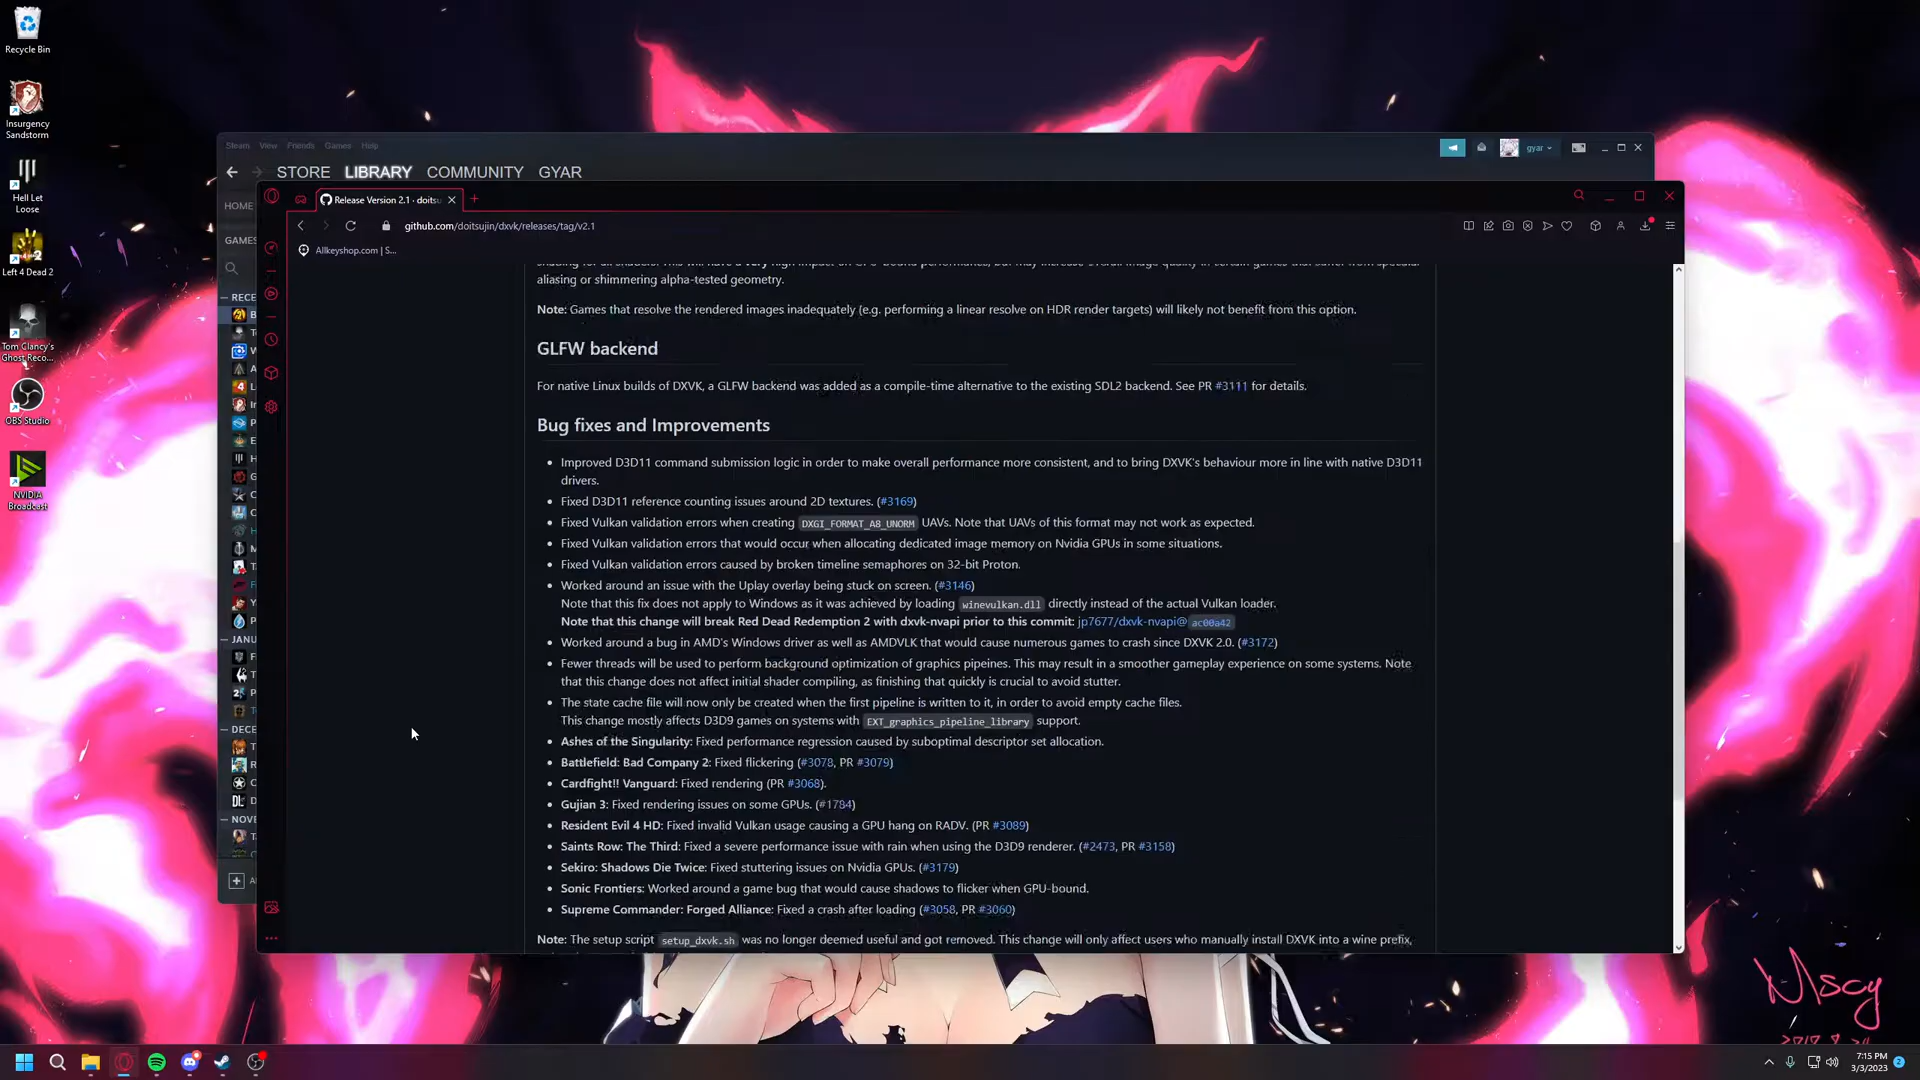 Recycle Bin
Insurgency
Sandstorm
Hell Let
Loose
Left 4 Dead 2
Tom Clancy's
Ghost Reco...
OBS Studio
NVIDIA
Broadcast
Steam View Friends Games Help
gyar
STORE LIBRARY COMMUNITY GYAR
HOME
GAMES
RECE
JANU
DECE
NOVE
Release Version 2.1 · doitsu
github.com/doitsujin/dxvk/releases/tag/v2.1
Allkeyshop.com | S...
aliasing or shimmering alpha-tested geometry.
Note: Games that resolve the rendered images inadequately (e.g. performing a linear resolve on HDR render targets) will likely not benefit from this option.
GLFW backend
For native Linux builds of DXVK, a GLFW backend was added as a compile-time alternative to the existing SDL2 backend. See PR #3111 for details.
Bug fixes and Improvements
Improved D3D11 command submission logic in order to make overall performance more consistent, and to bring DXVK's behaviour more in line with native D3D11
drivers.
Fixed D3D11 reference counting issues around 2D textures. (#3169)
Fixed Vulkan validation errors when creating DXGI_FORMAT_A8_UNORM UAVs. Note that UAVs of this format may not work as expected.
Fixed Vulkan validation errors that would occur when allocating dedicated image memory on Nvidia GPUs in some situations.
Fixed Vulkan validation errors caused by broken timeline semaphores on 32-bit Proton.
Worked around an issue with the Uplay overlay being stuck on screen. (#3146)
Note that this fix does not apply to Windows as it was achieved by loading winevulkan.dll directly instead of the actual Vulkan loader.
Note that this change will break Red Dead Redemption 2 with dxvk-nvapi prior to this commit: jp7677/dxvk-nvapi@ac00a42
Worked around a bug in AMD's Windows driver as well as AMDVLK that would cause numerous games to crash since DXVK 2.0. (#3172)
Fewer threads will be used to perform background optimization of graphics pipeines. This may result in a smoother gameplay experience on some systems. Note
that this change does not affect initial shader compiling, as finishing that quickly is crucial to avoid stutter.
The state cache file will now only be created when the first pipeline is written to it, in order to avoid empty cache files.
This change mostly affects D3D9 games on systems with EXT_graphics_pipeline_library support.
Ashes of the Singularity: Fixed performance regression caused by suboptimal descriptor set allocation.
Battlefield: Bad Company 2: Fixed flickering (#3078, PR #3079)
Cardfight!! Vanguard: Fixed rendering (PR #3068).
Gujian 3: Fixed rendering issues on some GPUs. (#1784)
Resident Evil 4 HD: Fixed invalid Vulkan usage causing a GPU hang on RADV. (PR #3089)
Saints Row: The Third: Fixed a severe performance issue with rain when using the D3D9 renderer. (#2473, PR #3158)
Sekiro: Shadows Die Twice: Fixed stuttering issues on Nvidia GPUs. (#3179)
Sonic Frontiers: Worked around a game bug that would cause shadows to flicker when GPU-bound.
Supreme Commander: Forged Alliance: Fixed a crash after loading (#3058, PR #3060)
Note: The setup script setup_dxvk.sh was no longer deemed useful and got removed. This change will only affect users who manually install DXVK into a wine prefix,
Mscy
7:15 PM
3/3/2023
2